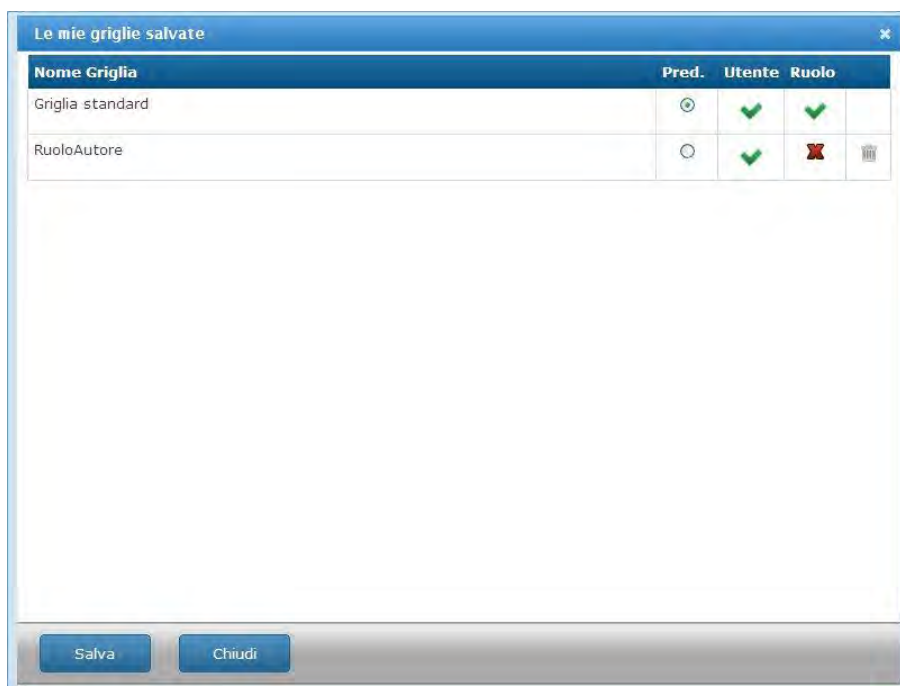 Le mie griglie salvate
Nome Griglia Pred. Utente Ruolo
Griglia standard
RuoloAutore
Salva Chiudi